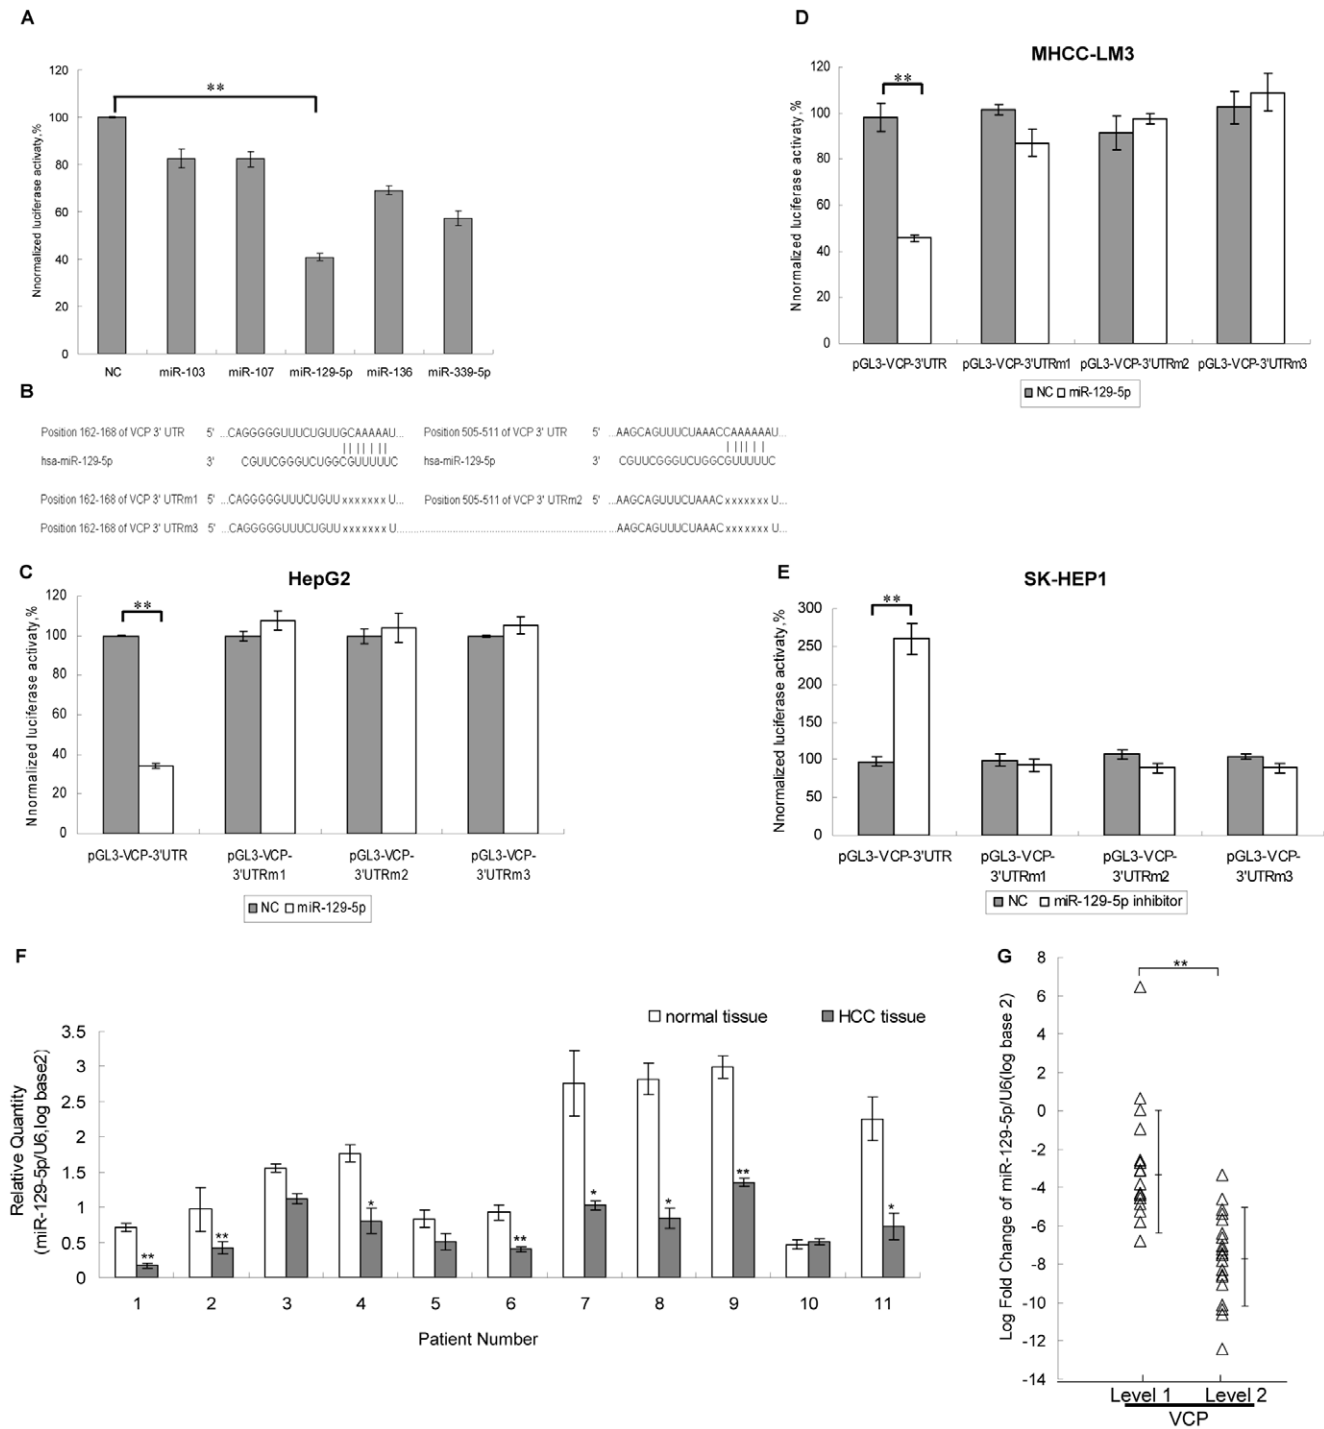 A
Nnormalized luciferase activaty,%
120
100
80
60
40
20
0
**
NC miR-103 miR-107 miR-129-5p miR-136 miR-339-5p
B
Position 162-168 of VCP 3' UTR 5' ...CAGGGGGUUUCUGUUGCAAAAAU... Position 505-511 of VCP 3' UTR 5' ...AAGCAGUUUCUAAACCAAAAAAU...
hsa-miR-129-5p 3' CGUUCGGGUCUGGCGUUUUUC hsa-miR-129-5p 3' CGUUCGGGUCUGGCGUUUUUC
Position 162-168 of VCP 3' UTRm1 5' ...CAGGGGGUUUCUGUU xxxxxxx U... Position 505-511 of VCP 3' UTRm2 5' ...AAGCAGUUUCUAAAC xxxxxxx U...
Position 162-168 of VCP 3' UTRm3 5' ...CAGGGGGUUUCUGUU xxxxxxx U... AAGCAGUUUCUAAAC xxxxxxx U...
C
HepG2
Nnormalized luciferase activaty,%
120
100
80
60
40
20
0
**
pGL3-VCP-3'UTR pGL3-VCP- pGL3-VCP- pGL3-VCP-
3'UTRm1 3'UTRm2 3'UTRm3
NC miR-129-5p
D
MHCC-LM3
Nnormalized luciferase activaty,%
120
100
80
60
40
20
0
**
pGL3-VCP-3'UTR pGL3-VCP-3'UTRm1 pGL3-VCP-3'UTRm2 pGL3-VCP-3'UTRm3
NC miR-129-5p
E
SK-HEP1
Nnormalized luciferase activaty,%
300
250
200
150
100
50
0
**
pGL3-VCP-3'UTR pGL3-VCP- pGL3-VCP- pGL3-VCP-
3'UTRm1 3'UTRm2 3'UTRm3
NC miR-129-5p inhibitor
F
normal tissue HCC tissue
Relative Quantity
(miR-129-5p/U6,log base2)
3.5
3
2.5
2
1.5
1
0.5
0
** ** * ** * * ** *
1 2 3 4 5 6 7 8 9 10 11
Patient Number
G
Log Fold Change of miR-129-5p/U6(log base 2)
8
6
4
2
0
-2
-4
-6
-8
-10
-12
-14
**
Level 1 Level 2
VCP